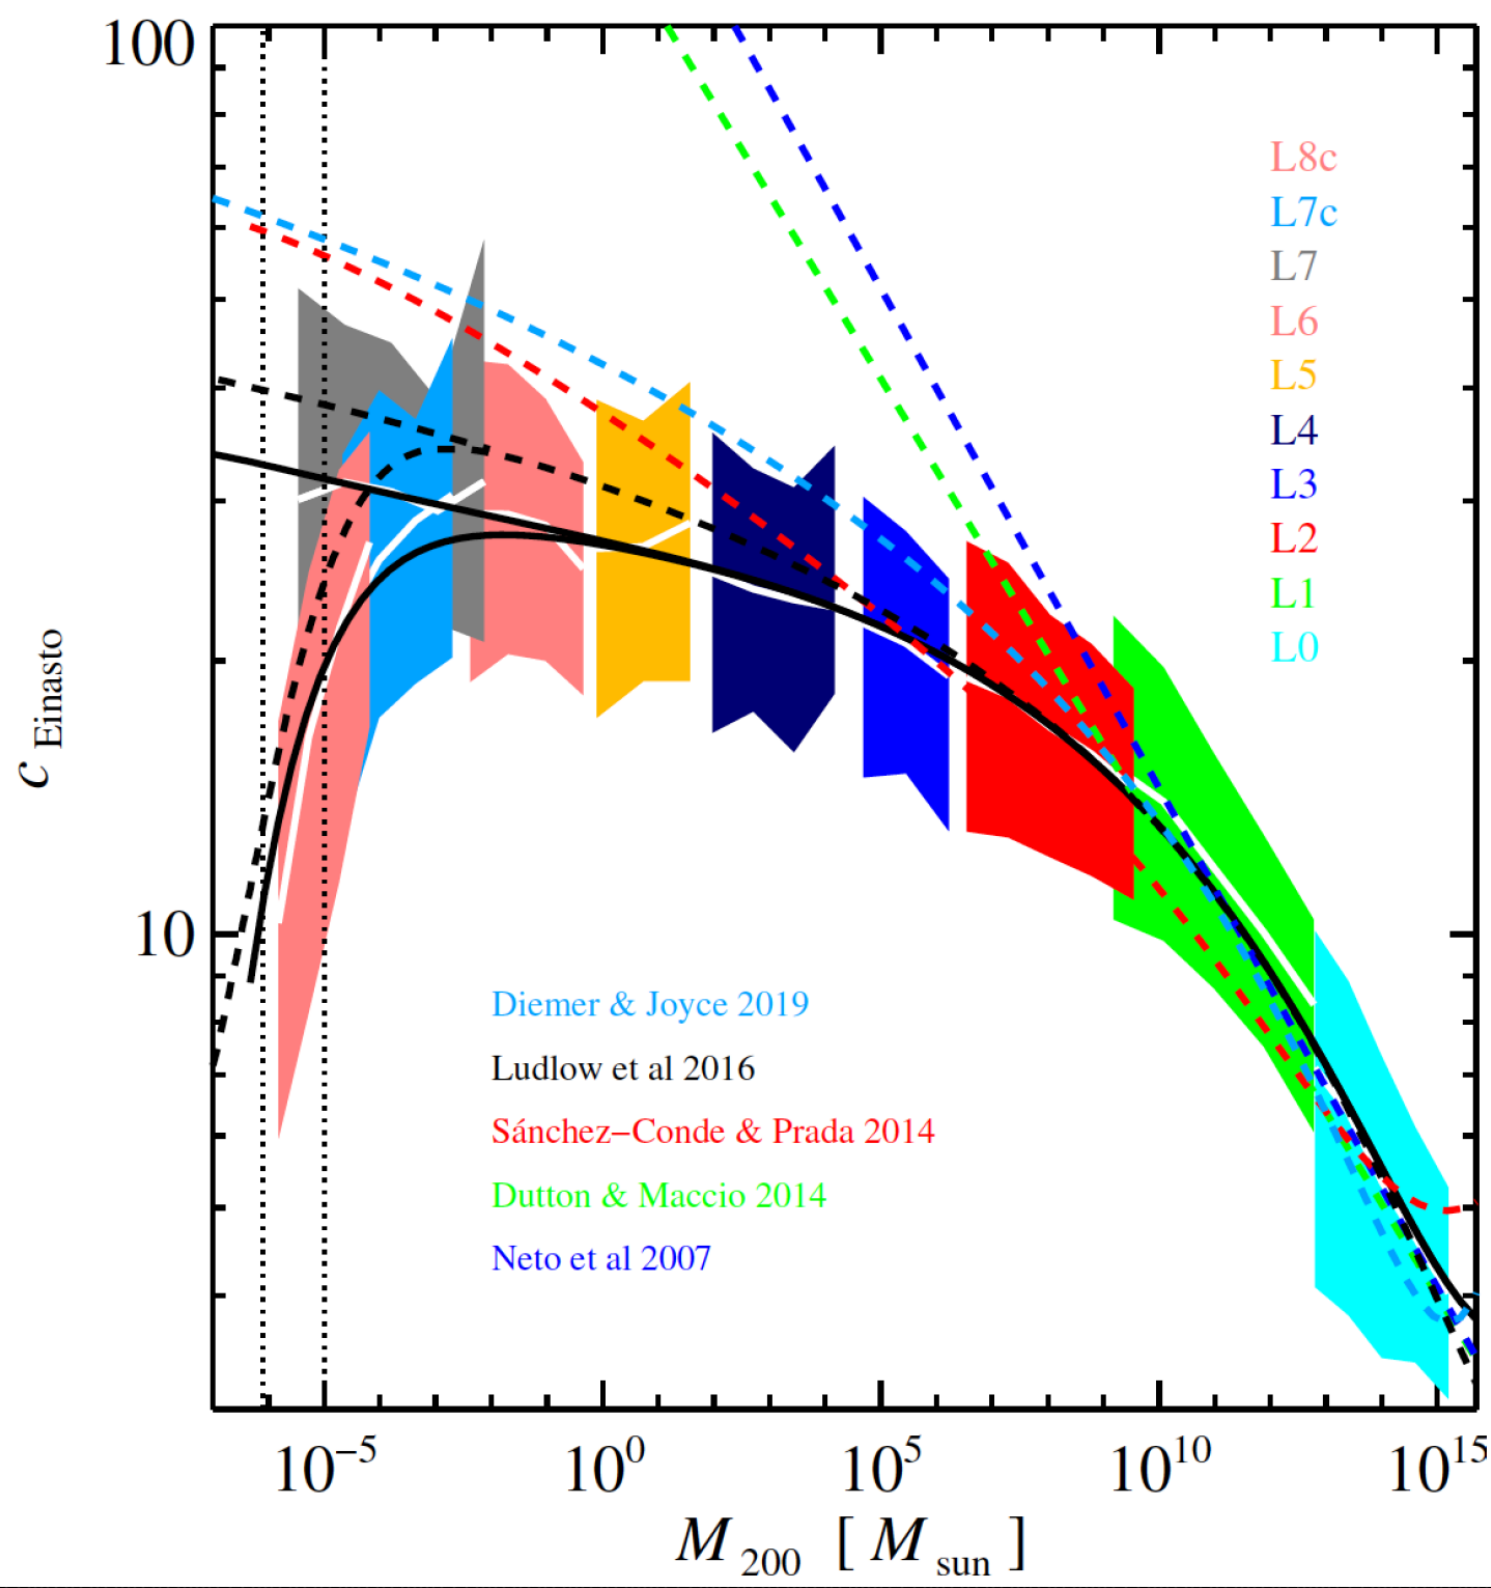 100
L8c
L7c
L7
L6
L5
L4
L3
L2
L1
L0
c Einasto
10
Diemer & Joyce 2019
Ludlow et al 2016
Sánchez−Conde & Prada 2014
Dutton & Maccio 2014
Neto et al 2007
10⁻⁵ 10⁰ 10⁵ 10¹⁰ 10¹⁵
M 200 [ M sun ]